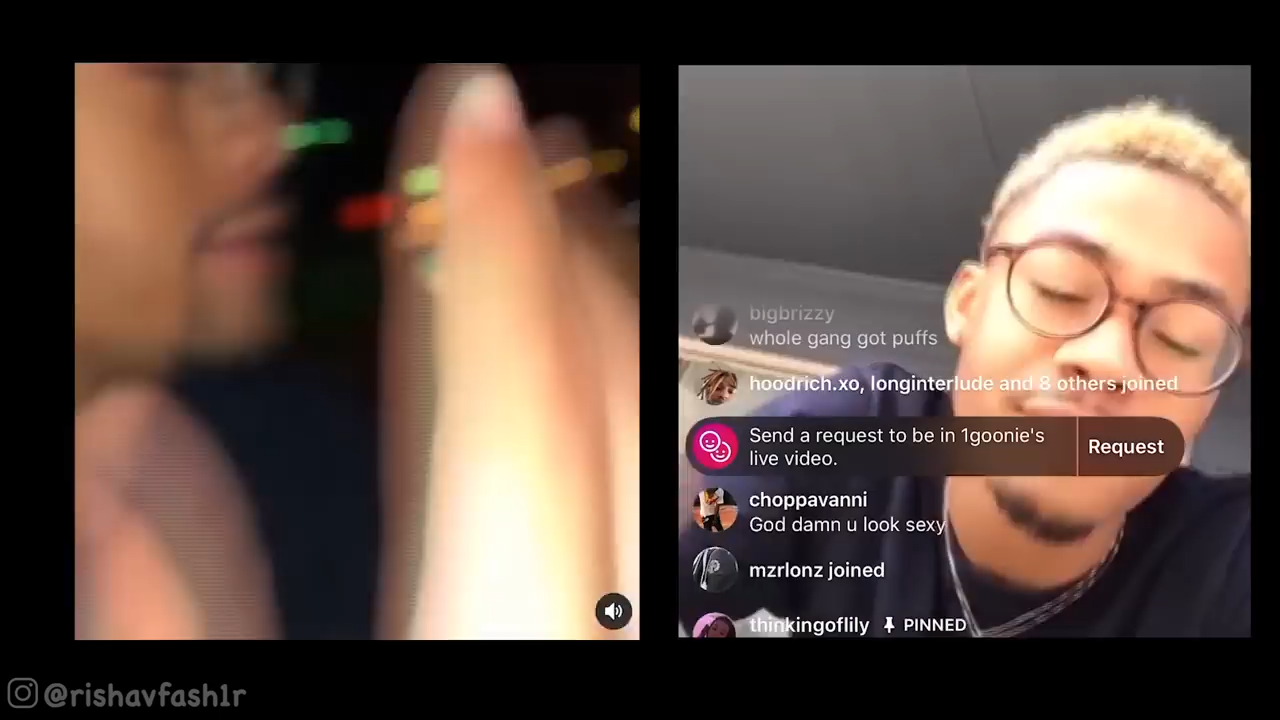 bigbrizzy
whole gang got puffs
hoodrich.xo, longinterlude and 8 others joined
Send a request to be in 1goonie's
live video.
Request
choppavanni
God damn u look sexy
mzrlonz joined
thinkingoflily PINNED
@rishavfash1r